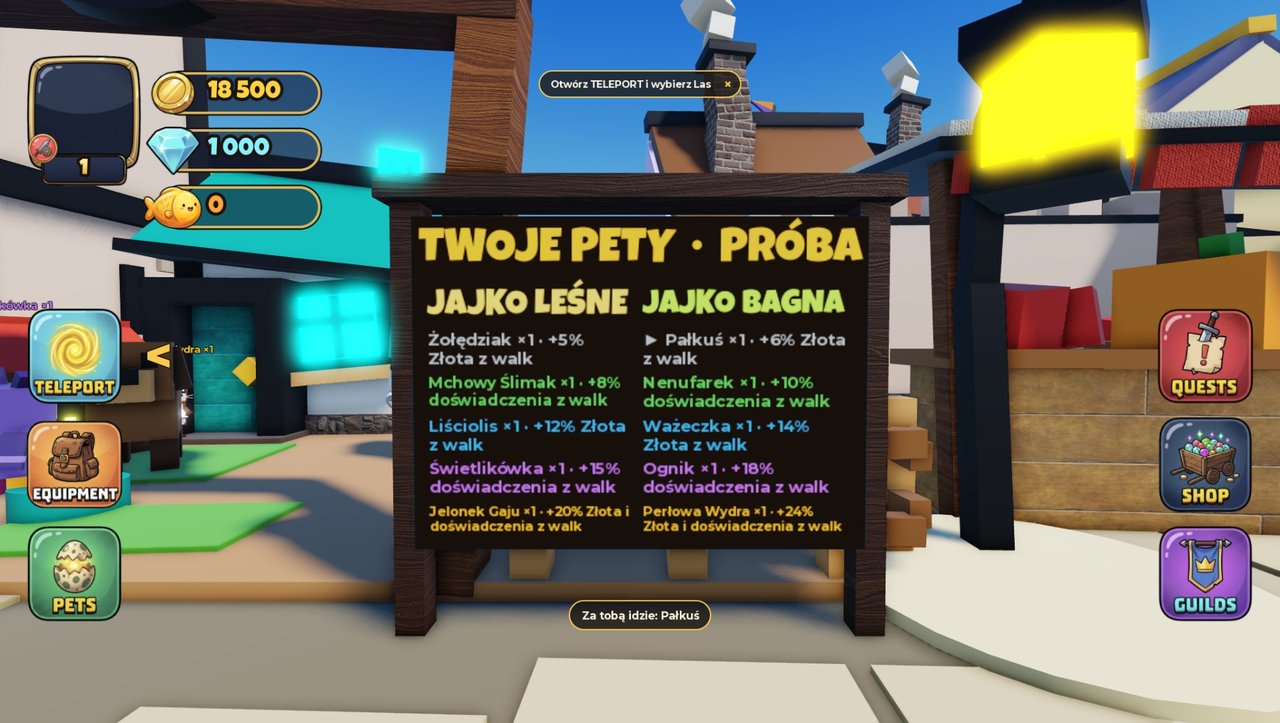 18 500
Otwórz TELEPORT i wybierz Las ×
1 000
1
0
TWOJE PETY · PRÓBA
JAJKO LEŚNE
Żołędziak ×1 · +5%
Złota z walk
Mchowy Ślimak ×1 · +8%
doświadczenia z walk
Liściolis ×1 · +12% Złota
z walk
Świetlikówka ×1 · +15%
doświadczenia z walk
Jelonek Gaju ×1 · +20% Złota i
doświadczenia z walk
JAJKO BAGNA
► Pałkuś ×1 · +6% Złota
z walk
Nenufarek ×1 · +10%
doświadczenia z walk
Ważeczka ×1 · +14%
Złota z walk
Ognik ×1 · +18%
doświadczenia z walk
Perłowa Wydra ×1 · +24%
Złota i doświadczenia z walk
kówka ×1
ydra ×1
<
TELEPORT
EQUIPMENT
PETS
QUESTS
SHOP
GUILDS
Za tobą idzie: Pałkuś